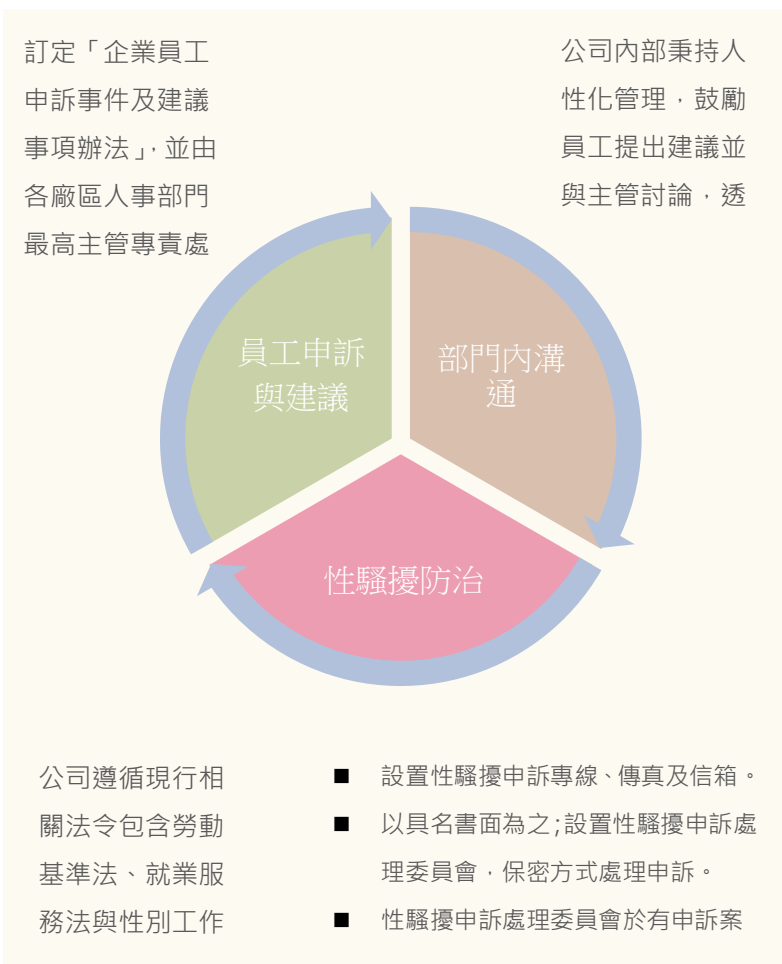 訂定「企業員工
申訴事件及建議
事項辦法」，並由
各廠區人事部門
最高主管專責處
公司內部秉持人
性化管理，鼓勵
員工提出建議並
與主管討論，透
員工申訴
與建議
部門內溝
通
性騷擾防治
公司遵循現行相
關法令包含勞動
基準法、就業服
務法與性別工作
■ 設置性騷擾申訴專線、傳真及信箱。
■ 以具名書面為之;設置性騷擾申訴處
理委員會，保密方式處理申訴。
■ 性騷擾申訴處理委員會於有申訴案